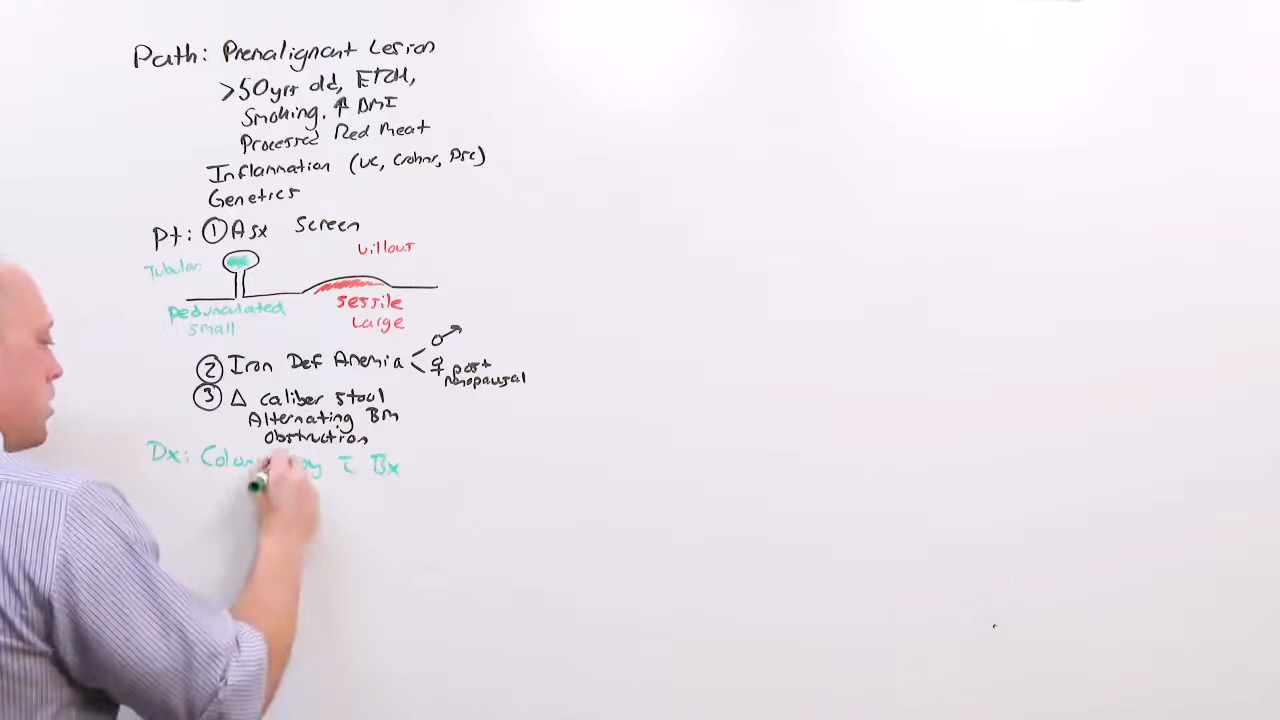 Path: Premalignant Lesion
>50yrs old, ETOH,
Smoking, ↑ BMI
Processed Red Meat
Inflammation (UC, Crohns, PSC)
Genetics
Pt: ① Asx Screen
Tubular
villous
pedunculated
small
sessile
Large
② Iron Def Anemia < ♂
♀ post
menopausal
③ Δ caliber stool
Alternating BM
Obstruction
Dx: c̄ Bx